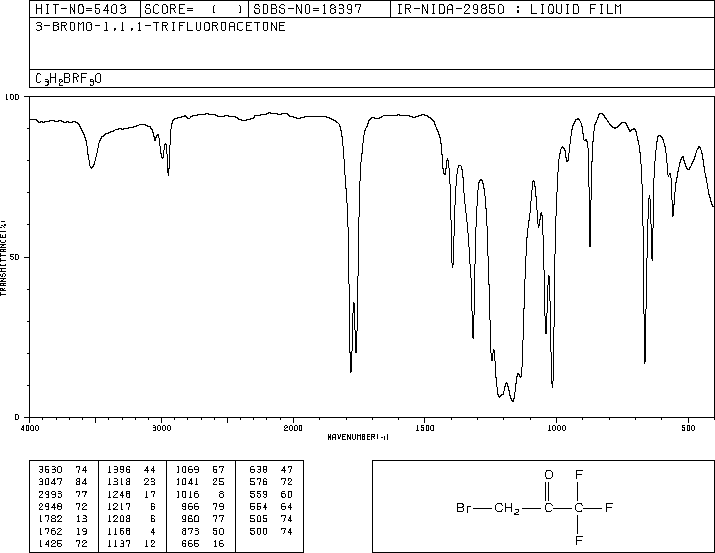 HIT-NO=5403 SCORE= ( ) SDBS-NO=18397 IR-NIDA-29850 : LIQUID FILM
3-BROMO-1,1,1-TRIFLUOROACETONE
C₃H₂BRF₃O
100
50
0
TRANSMITTANCE(%)
4000 3000 2000 1500 1000 500
WAVENUMBER(-1)
3530 74 1396 44 1069 57 638 47
3047 84 1318 23 1041 25 576 72
2993 77 1248 17 1016 8 559 60
2948 72 1217 6 966 79 554 64
1782 13 1208 6 960 77 505 74
1762 19 1168 4 873 50 500 74
1425 72 1137 12 665 16
O F
Br CH₂ C C F
F